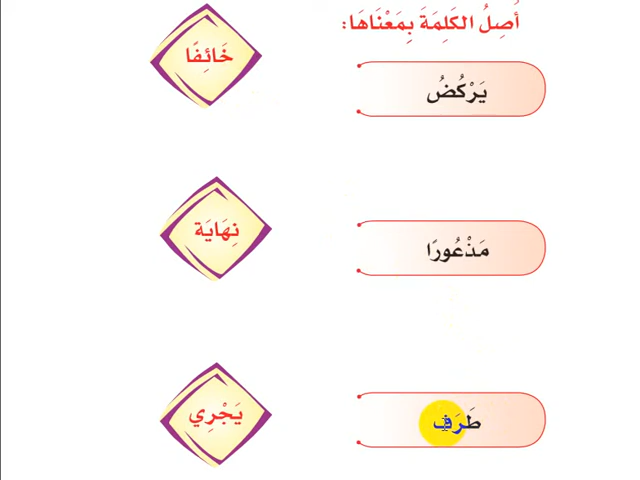 أَصِلُ الكَلِمَةَ بِمَعْنَاهَا:
يَرْكُضُ
خَائِفًا
مَذْعُورًا
نِهَايَة
طَرَفِ
يَجْرِي